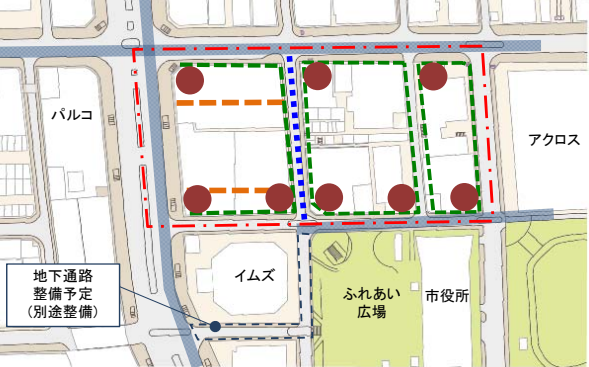 パルコ
アクロス
地下通路
整備予定
(別途整備)
イムズ
ふれあい
広場
市役所